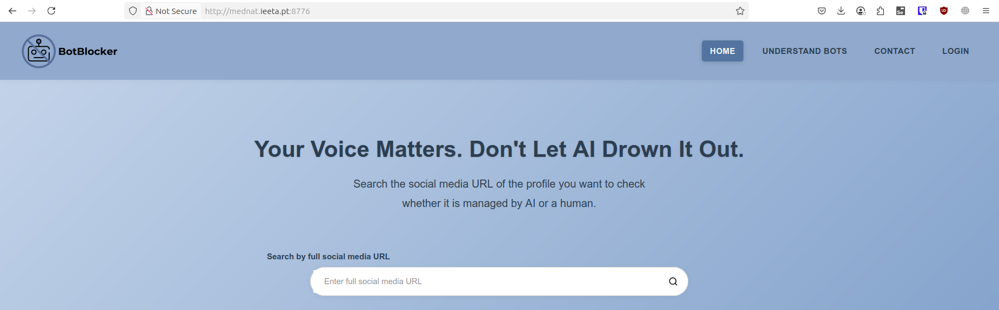 Not Secure http://mednat.ieeta.pt:8776
Se
BotBlocker
HOME UNDERSTAND BOTS CONTACT LOGIN
Your Voice Matters. Don't Let AI Drown It Out.
Search the social media URL of the profile you want to check
whether it is managed by AI or a human.
Search by full social media URL
Enter full social media URL